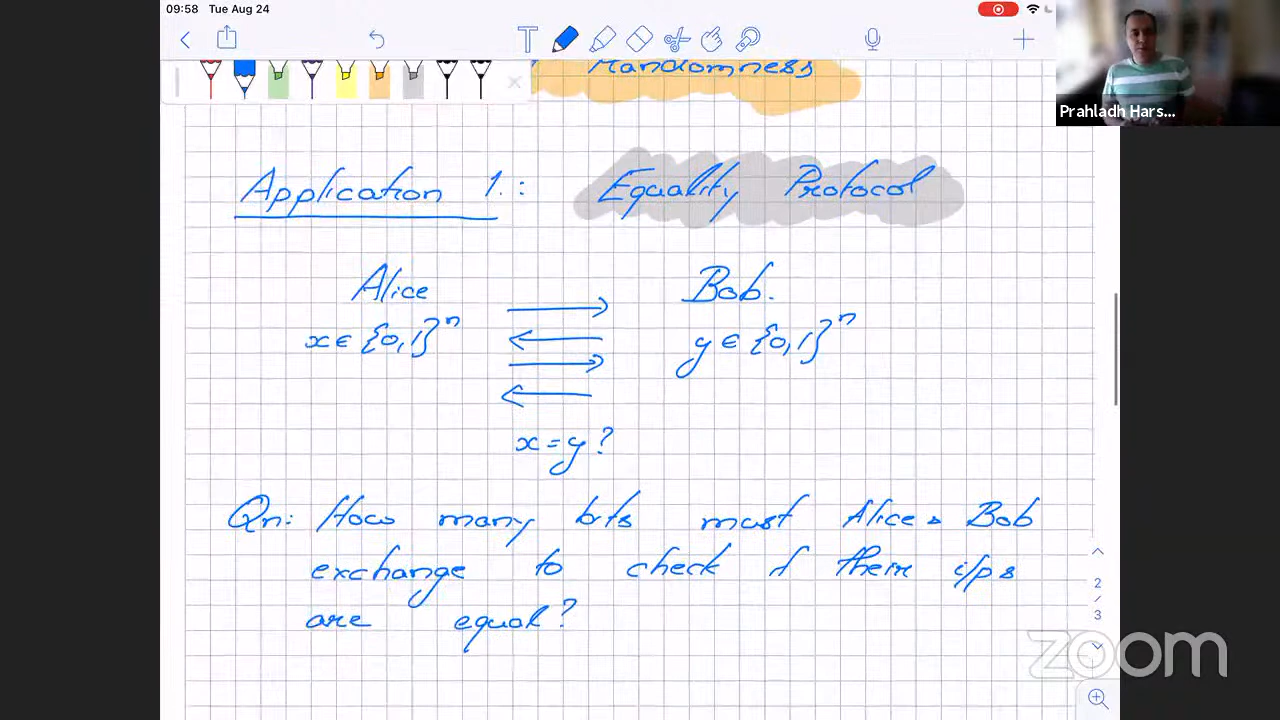 09:58 Tue Aug 24
Randomness
Prahladh Hars...
Application 1.: Equality Protocol
Alice Bob.
x ∈ {0,1}^n y ∈ {0,1}^n
x = y?
Qn: How many bits must Alice & Bob
exchange to check if their i/ps
are equal?
2
3
zoom